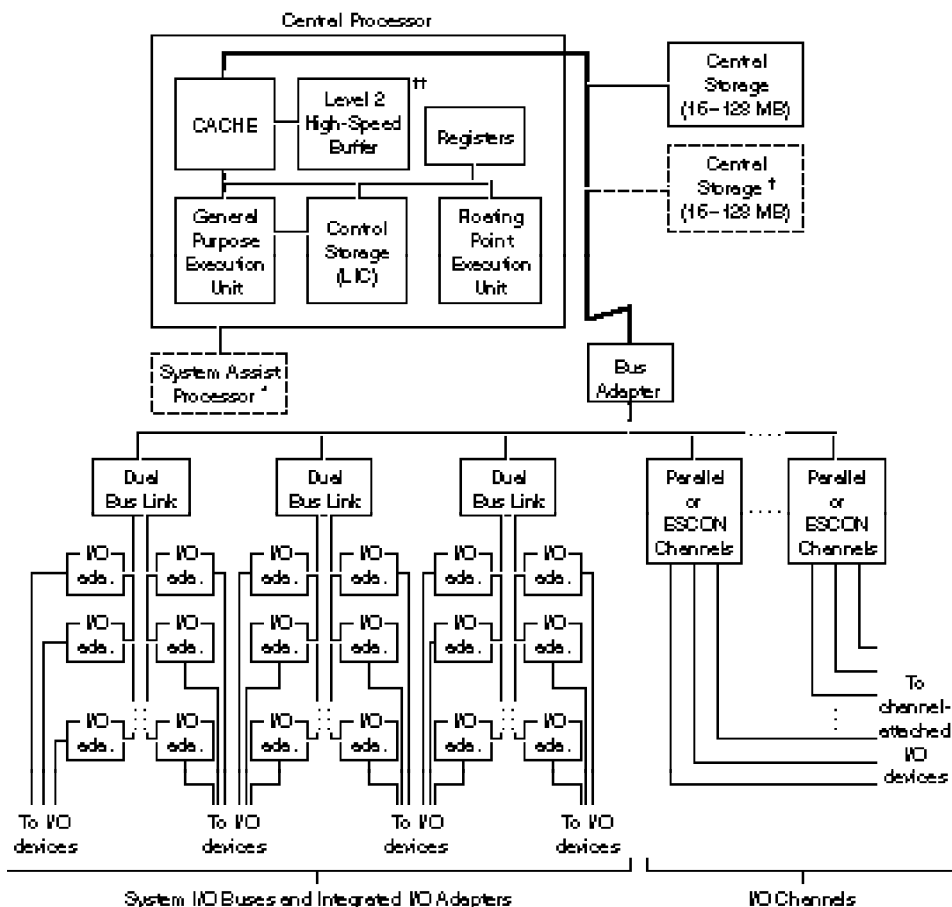 Central Processor
CACHE
Level 2
High-Speed
Buffer
††
Registers
General
Purpose
Execution
Unit
Control
Storage
(LIC)
Floating
Point
Execution
Unit
Central
Storage
(16–128 MB)
Central
Storage †
(16–128 MB)
System Assist
Processor *
Bus
Adapter
Dual
Bus Link
Dual
Bus Link
Dual
Bus Link
Parallel
or
ESCON
Channels
Parallel
or
ESCON
Channels
I/O
ada.
I/O
ada.
I/O
ada.
I/O
ada.
I/O
ada.
I/O
ada.
I/O
ada.
I/O
ada.
I/O
ada.
I/O
ada.
I/O
ada.
I/O
ada.
I/O
ada.
I/O
ada.
I/O
ada.
I/O
ada.
I/O
ada.
I/O
ada.
To
channel-
attached
I/O
devices
To I/O
devices
To I/O
devices
To I/O
devices
To I/O
devices
System I/O Buses and Integrated I/O Adapters
I/O Channels